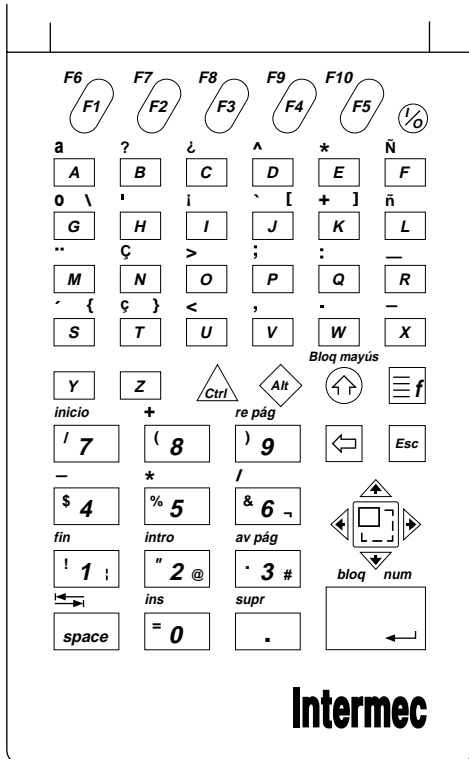 F6 F7 F8 F9 F10
F1 F2 F3 F4 F5 I/O
a ? ¿ ^ * Ñ
A B C D E F
o \ ' ¡ ` [ + ] ñ
G H I J K L
¨ Ç > ; : _
M N O P Q R
´ { ç } < , . –
S T U V W X
Bloq mayús
Y Z Ctrl Alt f
inicio + re pág
/ 7 ( 8 ) 9 Esc
– * /
$ 4 % 5 & 6 ¬
fin intro av pág
! 1 ¦ " 2 @ · 3 # bloq num
ins supr
space = 0 .
Intermec